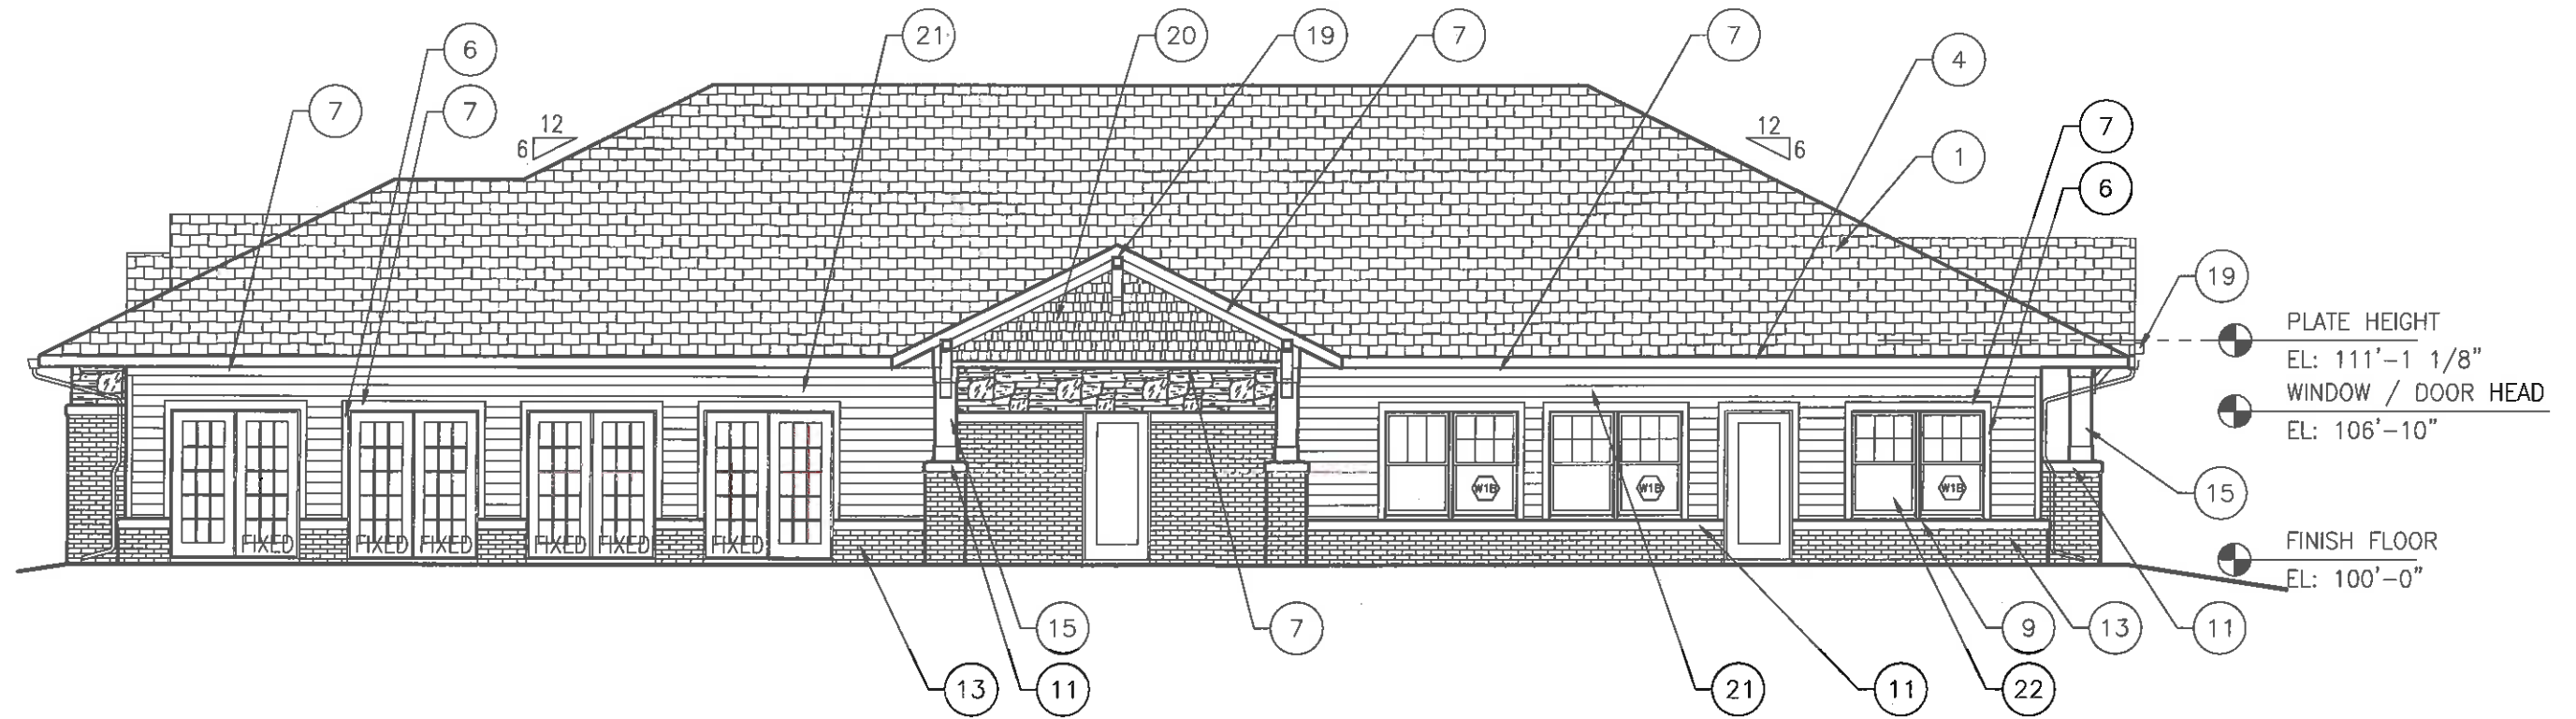 6
21
20
19
7
7
4
7
7
12
6
12
6
7
1
6
19
PLATE HEIGHT
EL: 111'-1 1/8"
WINDOW / DOOR HEAD
EL: 106'-10"
W1B
W1B
W1B
15
FIXED
FIXED
FIXED
FIXED
FIXED
FIXED
FINISH FLOOR
EL: 100'-0"
15
7
9
13
11
13
11
21
11
22